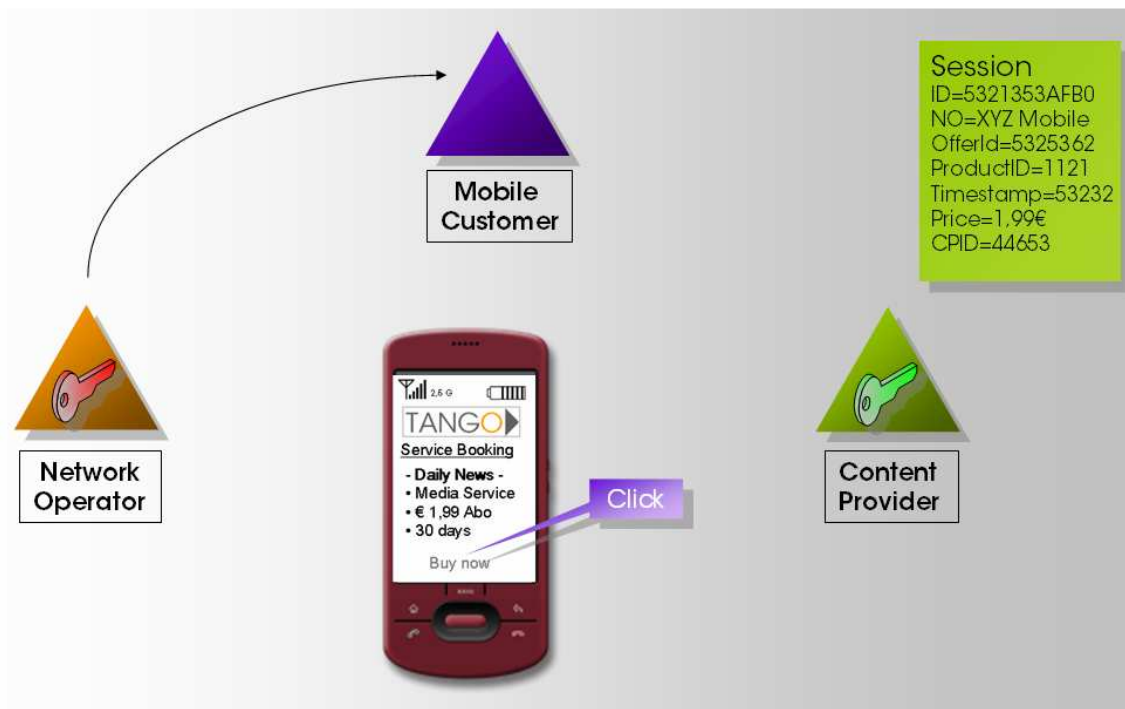 Mobile
Customer
Session
ID=5321353AFB0
NO=XYZ Mobile
OfferId=5325362
ProductID=1121
Timestamp=53232
Price=1,99€
CPID=44653
Network
Operator
2,5 G
TANGO
Service Booking
- Daily News -
• Media Service
• € 1,99 Abo
• 30 days
Buy now
Click
Content
Provider